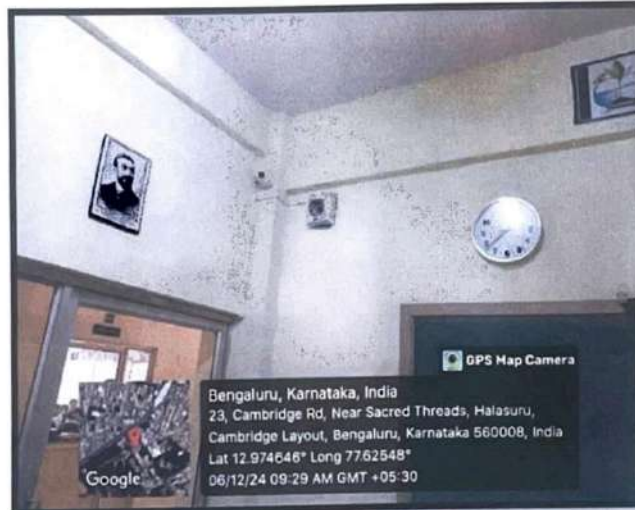 GPS Map Camera
Bengaluru, Karnataka, India
23, Cambridge Rd, Near Sacred Threads, Halasuru,
Cambridge Layout, Bengaluru, Karnataka 560008, India
Lat 12.974646° Long 77.62548°
06/12/24 09:29 AM GMT +05:30
Google